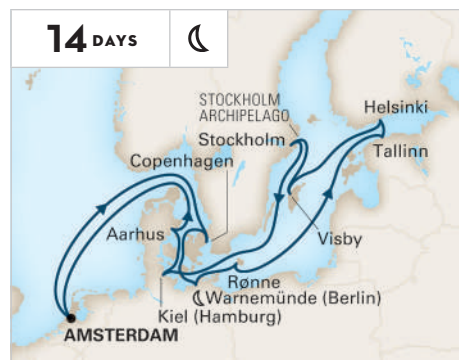 14 DAYS
STOCKHOLM
ARCHIPELAGO
Helsinki
Stockholm
Tallinn
Copenhagen
Aarhus
Visby
Rønne
Warnemünde (Berlin)
Kiel (Hamburg)
AMSTERDAM